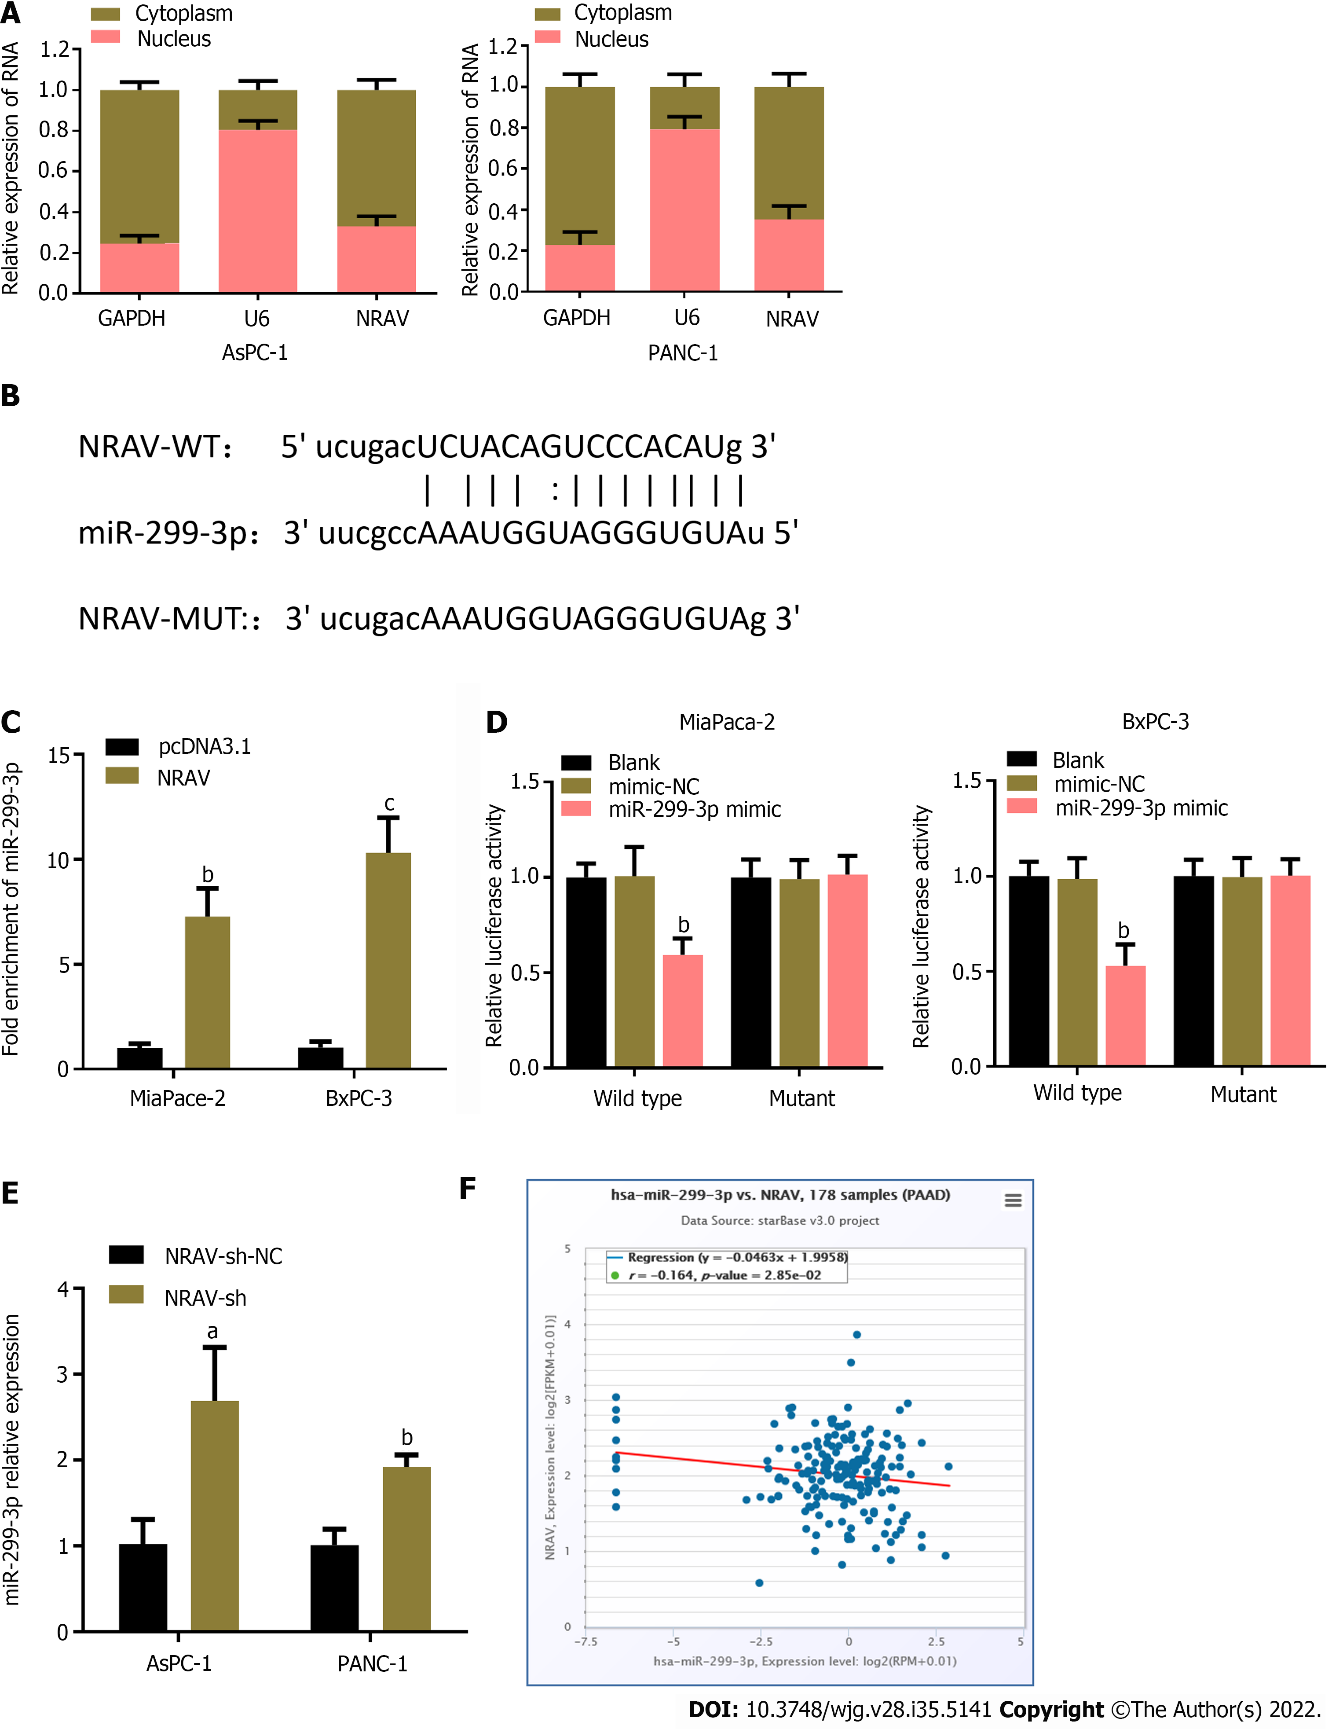 A
Cytoplasm
Nucleus
Relative expression of RNA
1.2
1.0
0.8
0.6
0.4
0.2
0.0
GAPDH U6 NRAV
AsPC-1
Cytoplasm
Nucleus
Relative expression of RNA
1.2
1.0
0.8
0.6
0.4
0.2
0.0
GAPDH U6 NRAV
PANC-1
B
NRAV-WT: 5' ucugacUCUACAGUCCCACAUg 3'
| | | | : | | | | | | | |
miR-299-3p: 3' uucgccAAAUGGUAGGGUGUAu 5'
NRAV-MUT:: 3' ucugacAAAUGGUAGGGUGUAg 3'
C
pcDNA3.1
NRAV
Fold enrichment of miR-299-3p
15
10
5
0
b
c
MiaPace-2 BxPC-3
D
MiaPaca-2
Blank
mimic-NC
miR-299-3p mimic
Relative luciferase activity
1.5
1.0
0.5
0.0
b
Wild type Mutant
BxPC-3
Blank
mimic-NC
miR-299-3p mimic
Relative luciferase activity
1.5
1.0
0.5
0.0
b
Wild type Mutant
E
NRAV-sh-NC
NRAV-sh
miR-299-3p relative expression
4
3
2
1
0
a
b
AsPC-1 PANC-1
F
hsa-miR-299-3p vs. NRAV, 178 samples (PAAD)
Data Source: starBase v3.0 project
Regression (y = -0.0463x + 1.9958)
r = -0.164, p-value = 2.85e-02
NRAV, Expression level: log2[FPKM+0.01)]
5
4
3
2
1
0
-7.5 -5 -2.5 0 2.5 5
hsa-miR-299-3p, Expression level: log2(RPM+0.01)
DOI: 10.3748/wjg.v28.i35.5141 Copyright ©The Author(s) 2022.